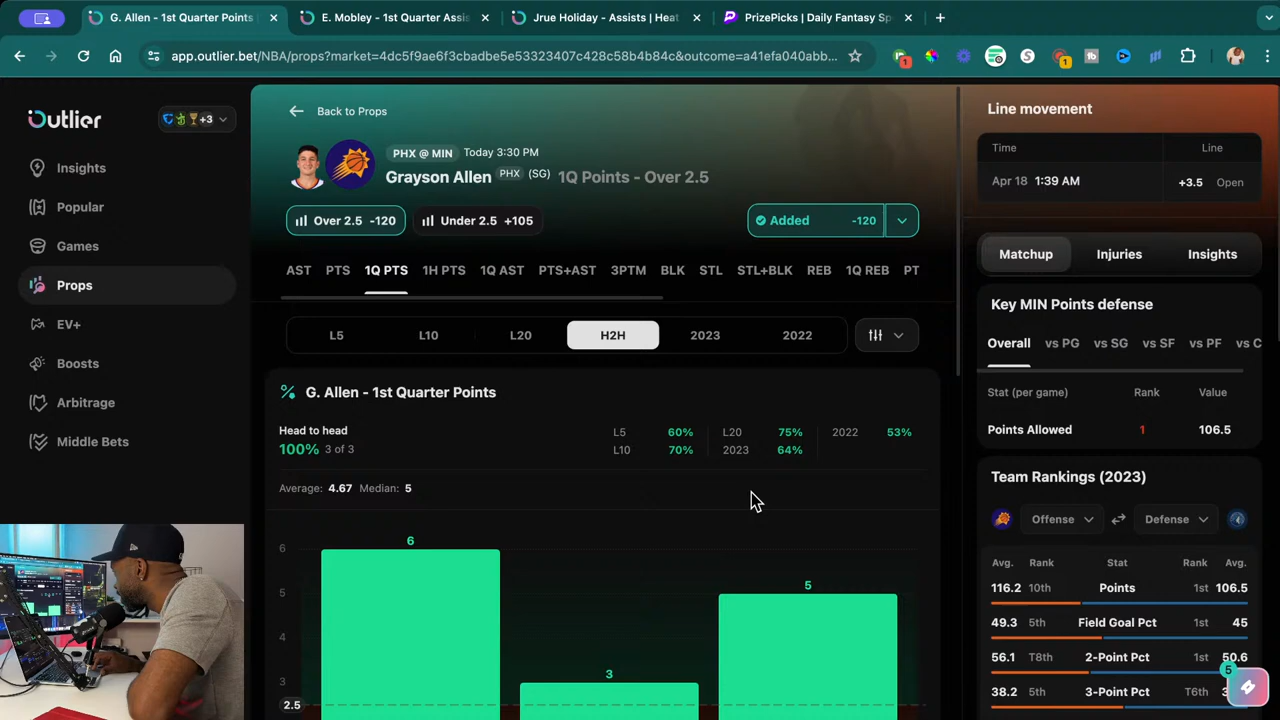 G. Allen - 1st Quarter Points
E. Mobley - 1st Quarter Assi
Jrue Holiday - Assists | Heat
PrizePicks | Daily Fantasy Sp
app.outlier.bet/NBA/props?market=4dc5f9ae6f3cbadbe5e53323407c428c58b4b84c&outcome=a41efa040abb...
Outlier
+3
Insights
Popular
Games
Props
EV+
Boosts
Arbitrage
Middle Bets
Back to Props
PHX @ MIN Today 3:30 PM
Grayson Allen PHX (SG) 1Q Points - Over 2.5
Over 2.5 -120
Under 2.5 +105
Added -120
AST PTS 1Q PTS 1H PTS 1Q AST PTS+AST 3PTM BLK STL STL+BLK REB 1Q REB PT
L5 L10 L20 H2H 2023 2022
G. Allen - 1st Quarter Points
Head to head
100% 3 of 3
L5 60% L20 75% 2022 53%
L10 70% 2023 64%
Average: 4.67 Median: 5
6
5
4
3
2.5
6
3
5
Line movement
Time Line
Apr 18 1:39 AM +3.5 Open
Matchup Injuries Insights
Key MIN Points defense
Overall vs PG vs SG vs SF vs PF vs C
Stat (per game) Rank Value
Points Allowed 1 106.5
Team Rankings (2023)
Offense Defense
Avg. Rank Stat Rank Avg.
116.2 10th Points 1st 106.5
49.3 5th Field Goal Pct 1st 45
56.1 T8th 2-Point Pct 1st 50.6
38.2 5th 3-Point Pct T6th
5